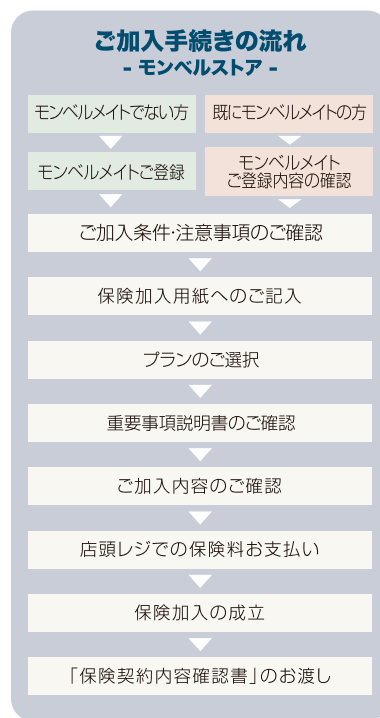 ご加入手続きの流れ
- モンベルストア -
モンベルメイトでない方
既にモンベルメイトの方
モンベルメイトご登録
モンベルメイト
ご登録内容の確認
ご加入条件・注意事項のご確認
保険加入用紙へのご記入
プランのご選択
重要事項説明書のご確認
ご加入内容のご確認
店頭レジでの保険料お支払い
保険加入の成立
「保険契約内容確認書」のお渡し